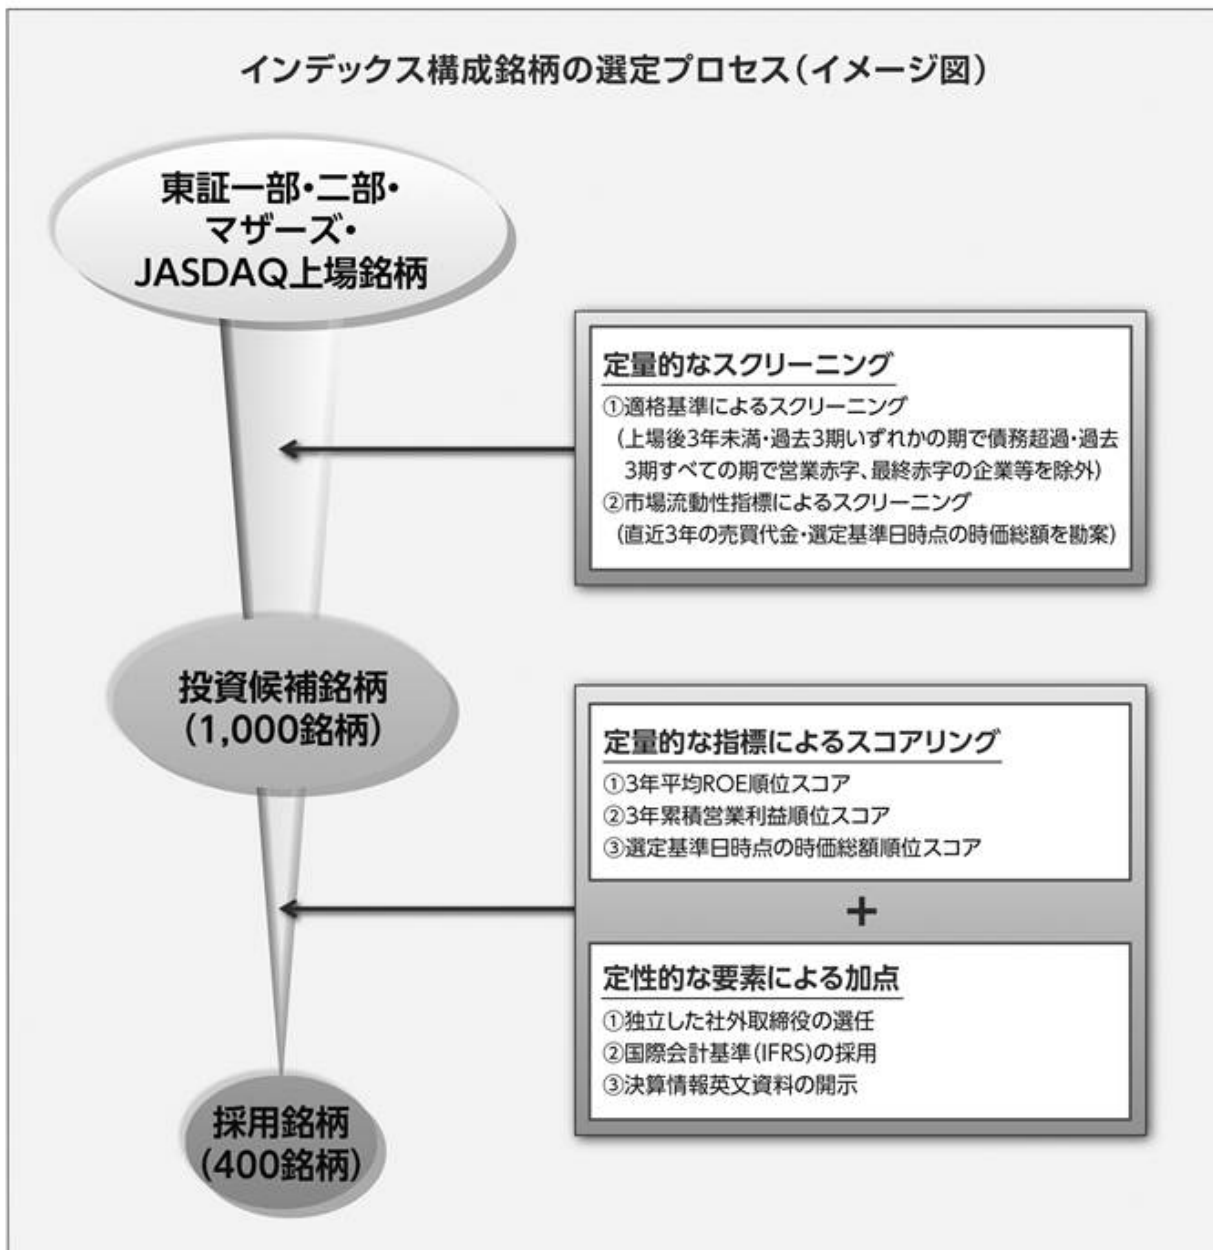 インデックス構成銘柄の選定プロセス(イメージ図)
東証一部・二部・
マザーズ・
JASDAQ上場銘柄
定量的なスクリーニング
①適格基準によるスクリーニング
(上場後3年未満・過去3期いずれかの期で債務超過・過去
3期すべての期で営業赤字、最終赤字の企業等を除外)
②市場流動性指標によるスクリーニング
(直近3年の売買代金・選定基準日時点の時価総額を勘案)
投資候補銘柄
(1,000銘柄)
定量的な指標によるスコアリング
①3年平均ROE順位スコア
②3年累積営業利益順位スコア
③選定基準日時点の時価総額順位スコア
+
定性的な要素による加点
①独立した社外取締役の選任
②国際会計基準(IFRS)の採用
③決算情報英文資料の開示
採用銘柄
(400銘柄)